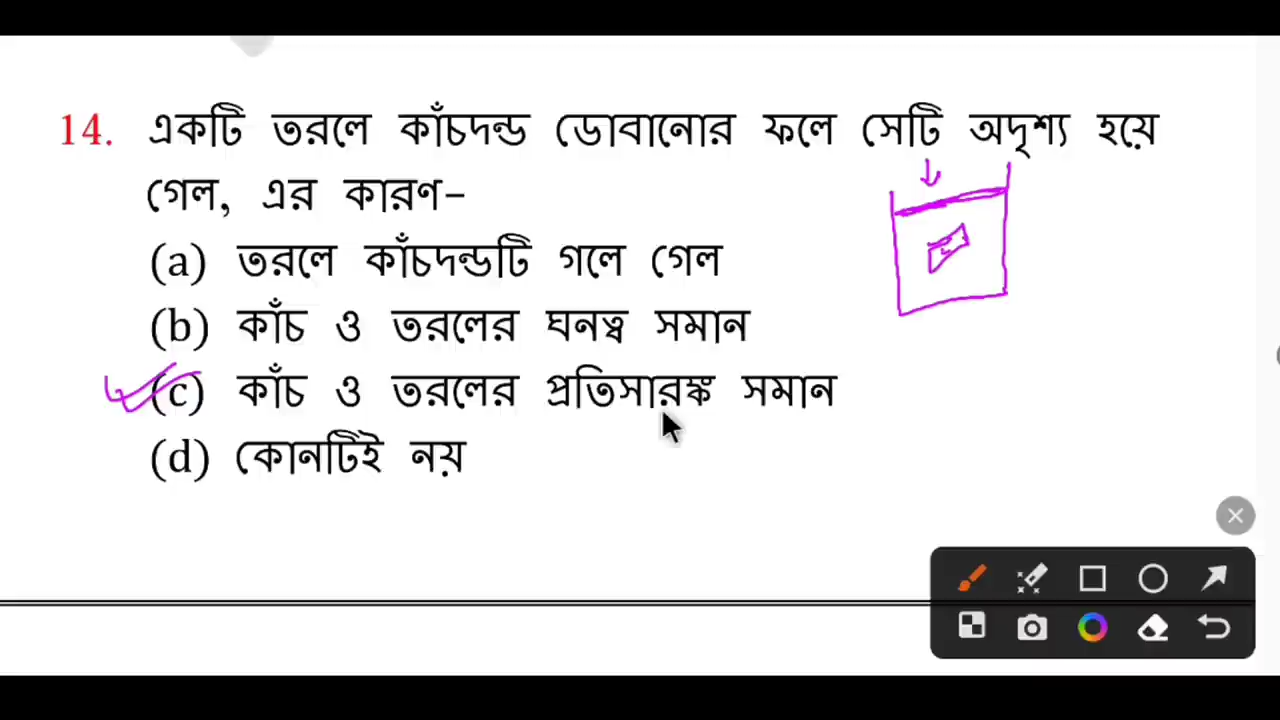 14. একটি তরলে কাঁচদন্ড ডোবানোর ফলে সেটি অদৃশ্য হয়ে
গেল, এর কারণ–
(a) তরলে কাঁচদন্ডটি গলে গেল
(b) কাঁচ ও তরলের ঘনত্ব সমান
(c) কাঁচ ও তরলের প্রতিসারঙ্ক সমান
(d) কোনটিই নয়